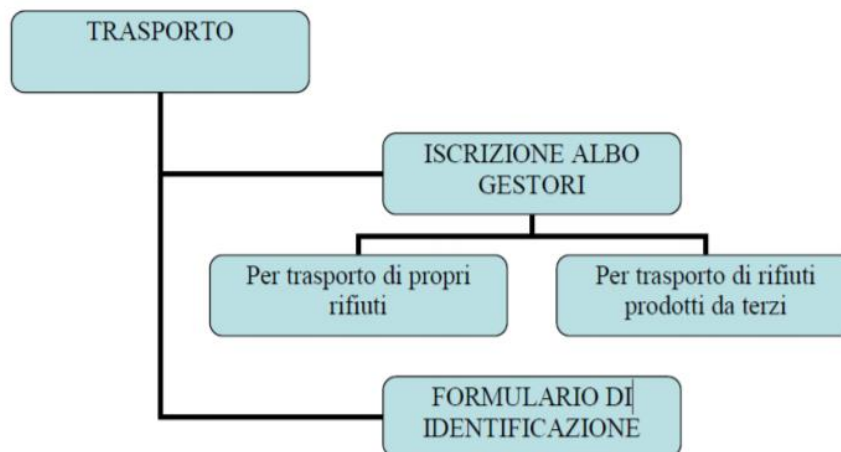 TRASPORTO
ISCRIZIONE ALBO
GESTORI
Per trasporto di propri
rifiuti
Per trasporto di rifiuti
prodotti da terzi
FORMULARIO DI
IDENTIFICAZIONE